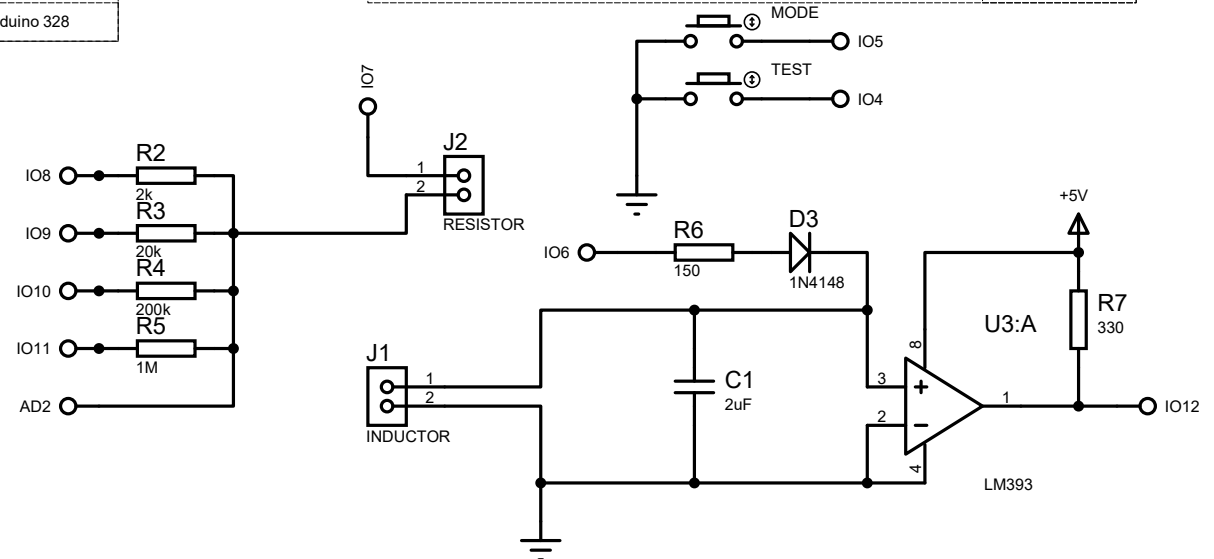 duino 328
MODE
IO5
TEST
IO4
IO7
J2
1
2
RESISTOR
R2
IO8
2k
R3
IO9
20k
R4
IO10
200k
R5
IO11
1M
AD2
+5V
R6
D3
IO6
150
1N4148
R7
330
U3:A
8
J1
1
2
INDUCTOR
C1
2uF
3
+
2
−
1
4
IO12
LM393